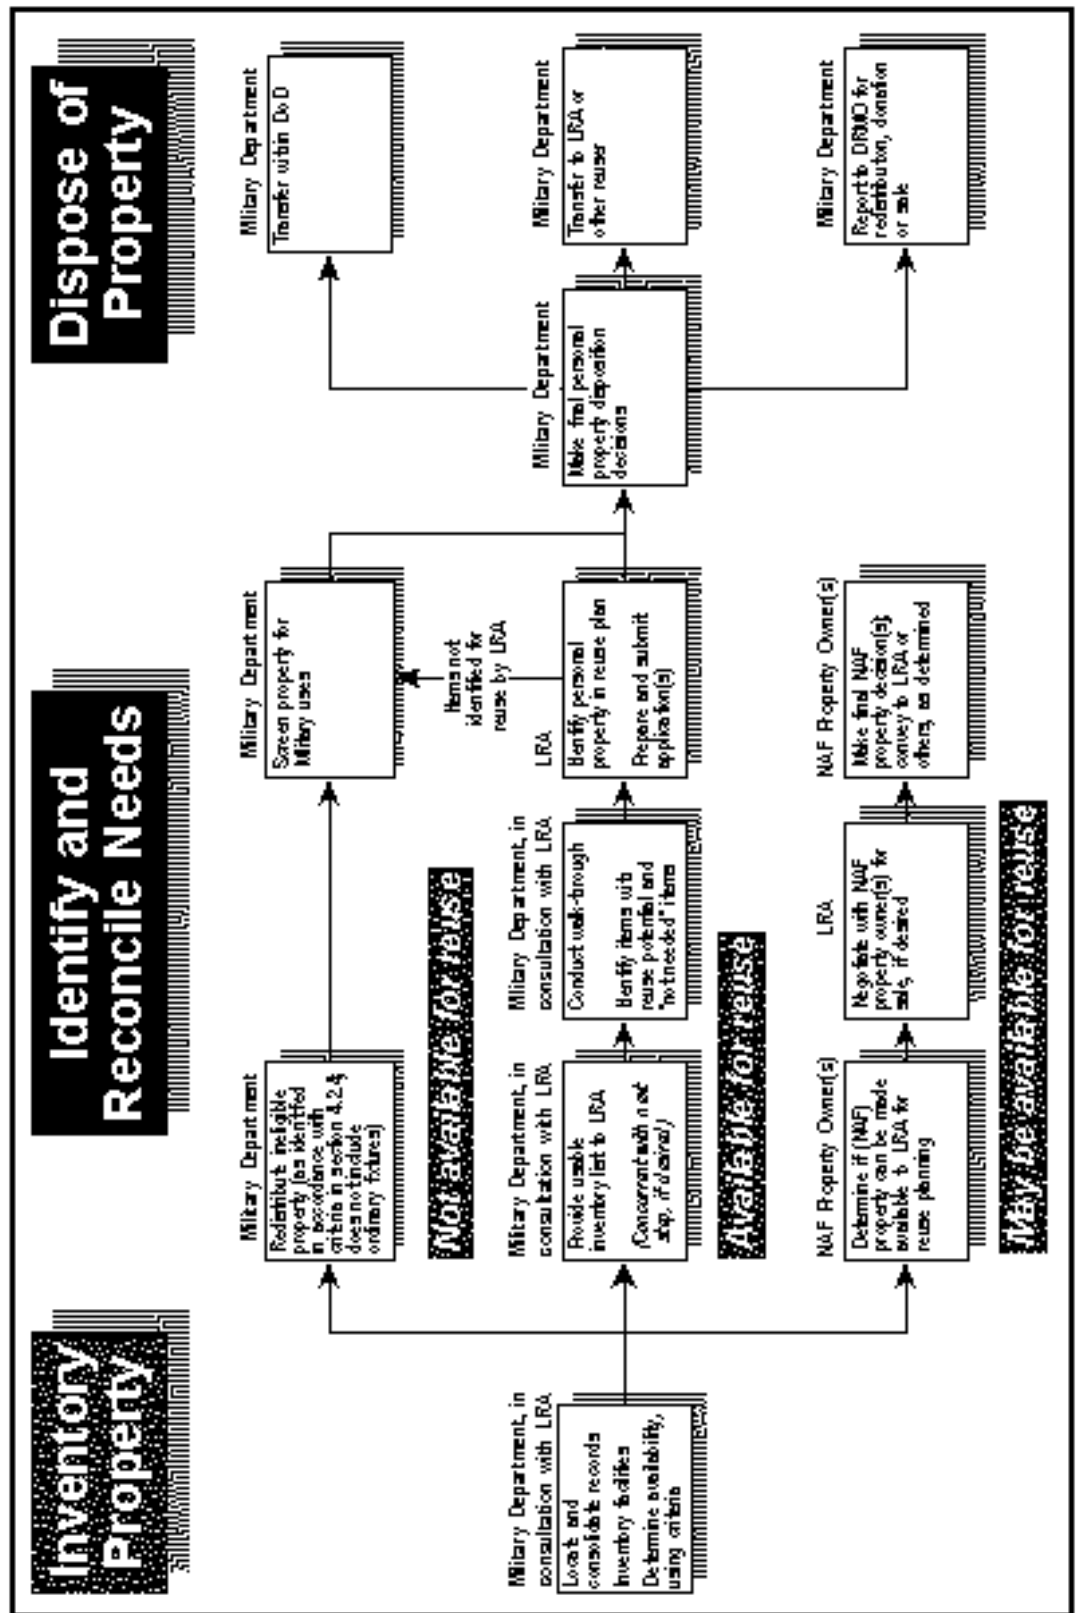 Inventory
Property
Identify and
Reconcile Needs
Dispose of
Property
Military Department, in
consultation with LRA
Locate and
consolidate records
Inventory facilities
Determine availability,
using criteria
Military Department
Redistribute ineligible
property (as identified
in accordance with
criteria in section 4.2.4;
does not include
ordinary fixtures)
Military Department
Screen property for
Military uses
Not available for reuse
Military Department, in
consultation with LRA
Provide usable
inventory list to LRA
(Concurrent with next
step, if desired)
Military Department, in
consultation with LRA
Conduct walk-through
Identify items with
reuse potential and
"not needed" items
LRA
Identify personal
property in reuse plan
Prepare and submit
application(s)
Items not
identified for
reuse by LRA
Available for reuse
NAF Property Owner(s)
Determine if (NAF)
property can be made
available to LRA for
reuse planning
LRA
Negotiate with NAF
property owner(s) for
sale, if desired
NAF Property Owner(s)
Make final NAF
property decision(s);
convey to LRA or
others, as determined
May be available for reuse
Military Department
Make final personal
property disposition
decisions
Military Department
Transfer within DoD
Military Department
Transfer to LRA or
other reuser
Military Department
Report to DRMO for
redistribution, donation
or sale